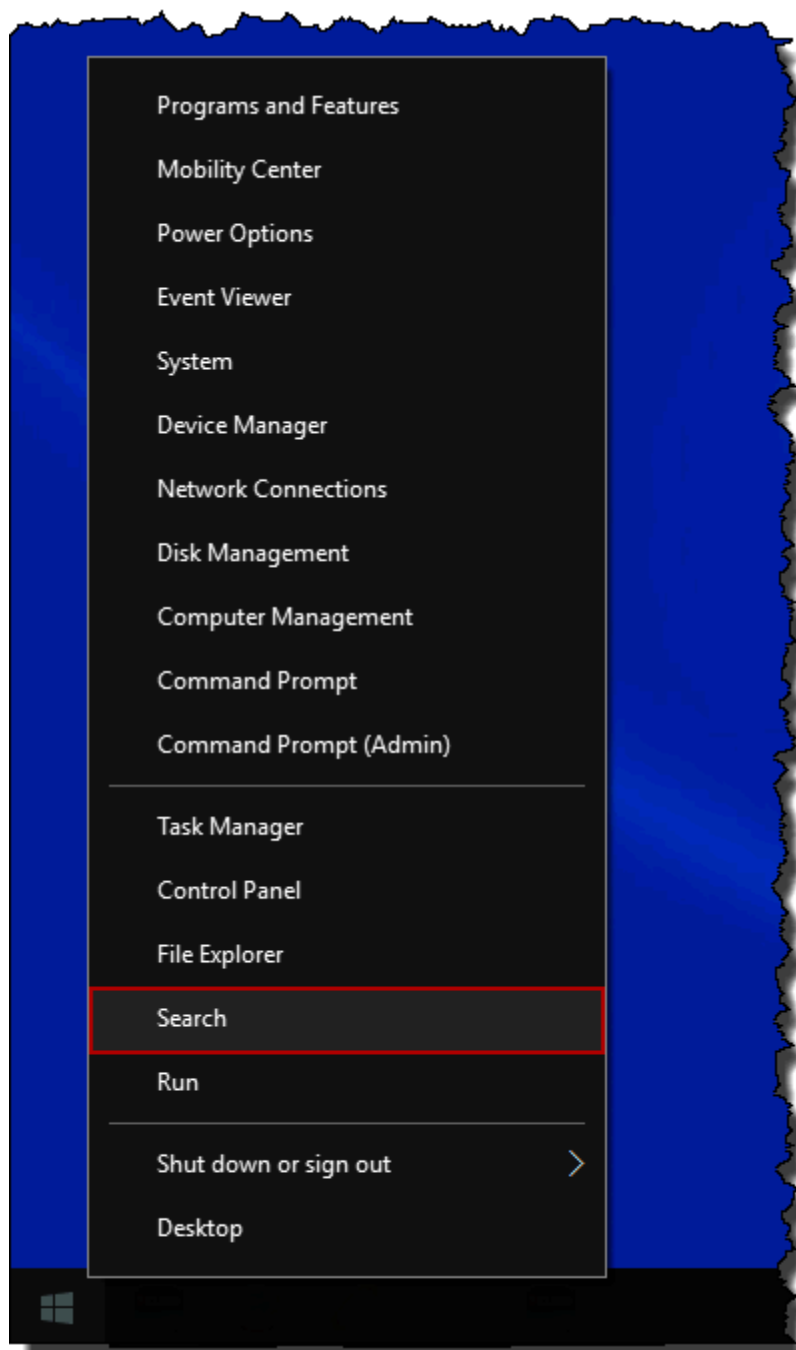 Programs and Features
Mobility Center
Power Options
Event Viewer
System
Device Manager
Network Connections
Disk Management
Computer Management
Command Prompt
Command Prompt (Admin)
Task Manager
Control Panel
File Explorer
Search
Run
Shut down or sign out
Desktop